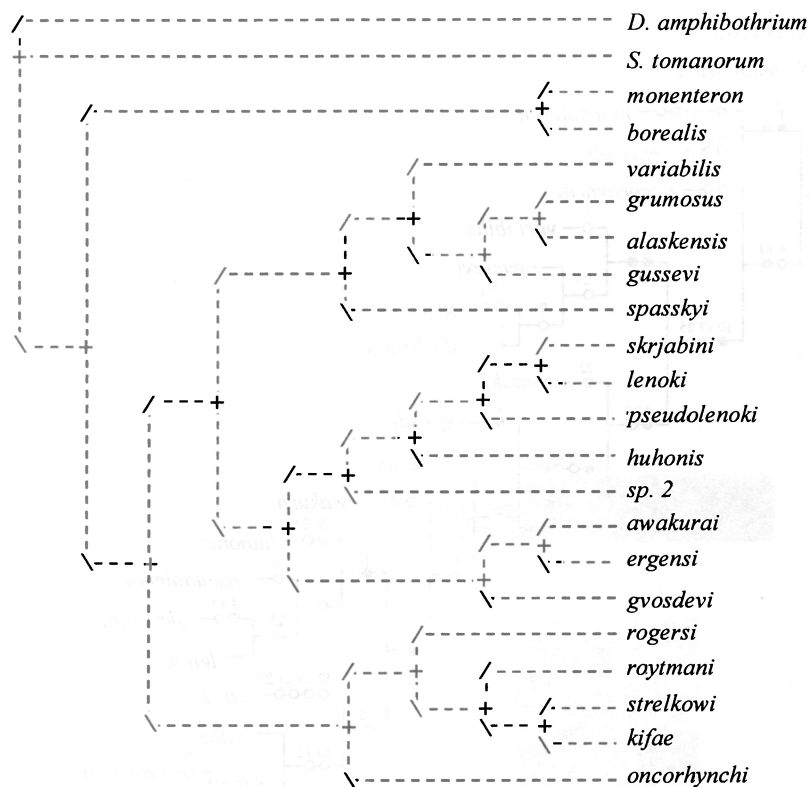 D. amphibothrium
S. tomanorum
monenteron
borealis
variabilis
grumosus
alaskensis
gussevi
spasskyi
skrjabini
lenoki
pseudolenoki
huhonis
sp. 2
awakurai
ergensi
gvosdevi
rogersi
roytmani
strelkowi
kifae
oncorhynchi